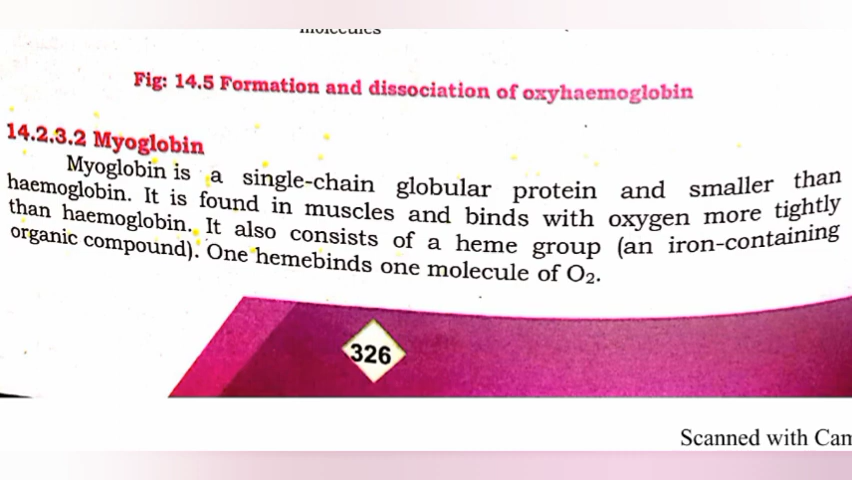 molecules
Fig: 14.5 Formation and dissociation of oxyhaemoglobin
14.2.3.2 Myoglobin
Myoglobin is a single-chain globular protein and smaller than
haemoglobin. It is found in muscles and binds with oxygen more tightly
than haemoglobin. It also consists of a heme group (an iron-containing
organic compound). One hemebinds one molecule of O₂.
326
Scanned with Cam